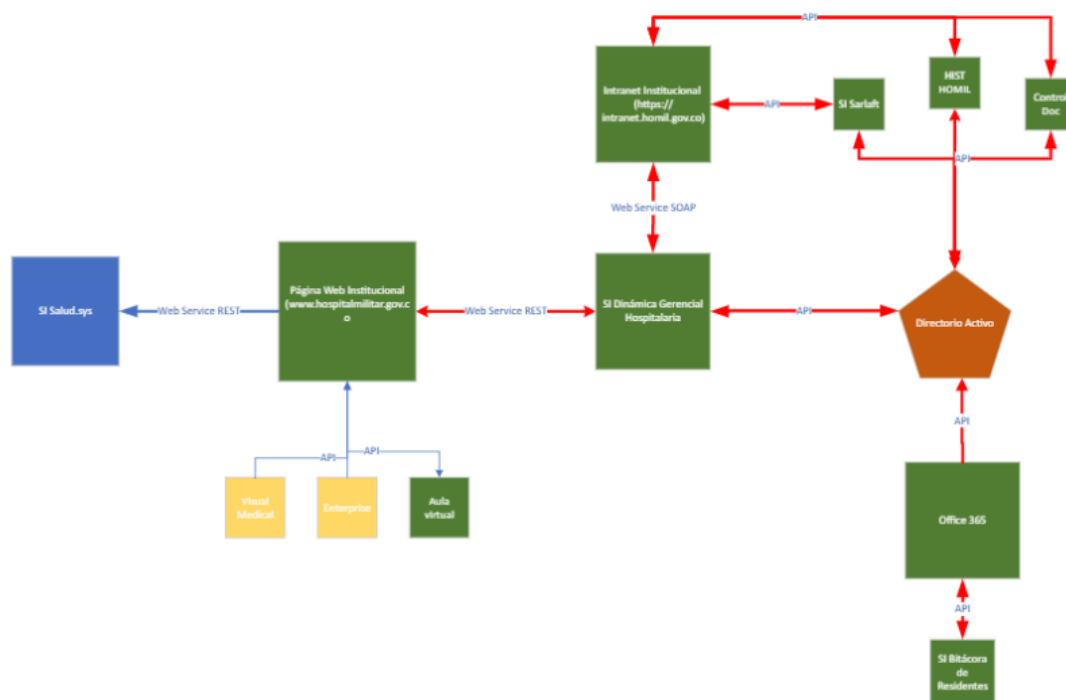 API
HIST
HOMIL
Intranet Institucional
(https://
intranet.homil.gov.co)
API
SI Sarlaft
Control
Doc
API
Web Service SOAP
SI Salud.sys
Web Service REST
Página Web Institucional
(www.hospitalmilitar.gov.c
o
Web Service REST
SI Dinámica Gerencial
Hospitalaria
API
Directorio Activo
API
API
API
Visual
Medical
Enterprise
Aula
virtual
Office 365
API
SI Bitácora
de
Residentes